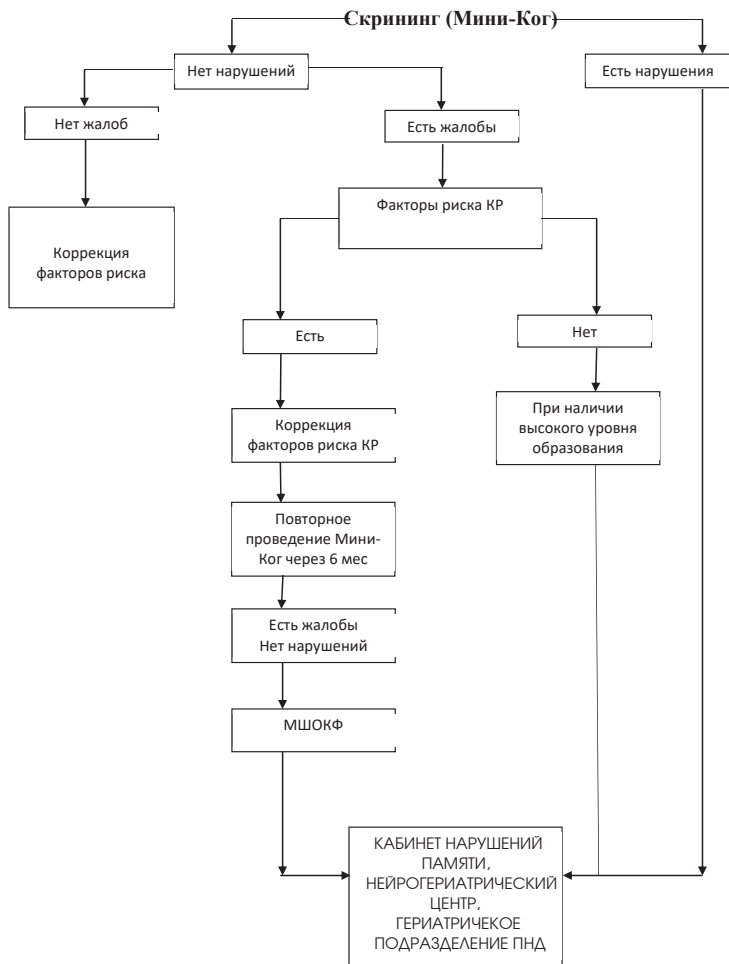 Скрининг (Мини-Ког)
Нет нарушений
Есть нарушения
Нет жалоб
Есть жалобы
Коррекция
факторов риска
Факторы риска КР
Есть
Нет
Коррекция
факторов риска КР
При наличии
высокого уровня
образования
Повторное
проведение Мини-
Ког через 6 мес
Есть жалобы
Нет нарушений
МШОКФ
КАБИНЕТ НАРУШЕНИЙ
ПАМЯТИ,
НЕЙРОГЕРИАТРИЧЕСКИЙ
ЦЕНТР,
ГЕРИАТРИЧЕКОЕ
ПОДРАЗДЕЛЕНИЕ ПНД